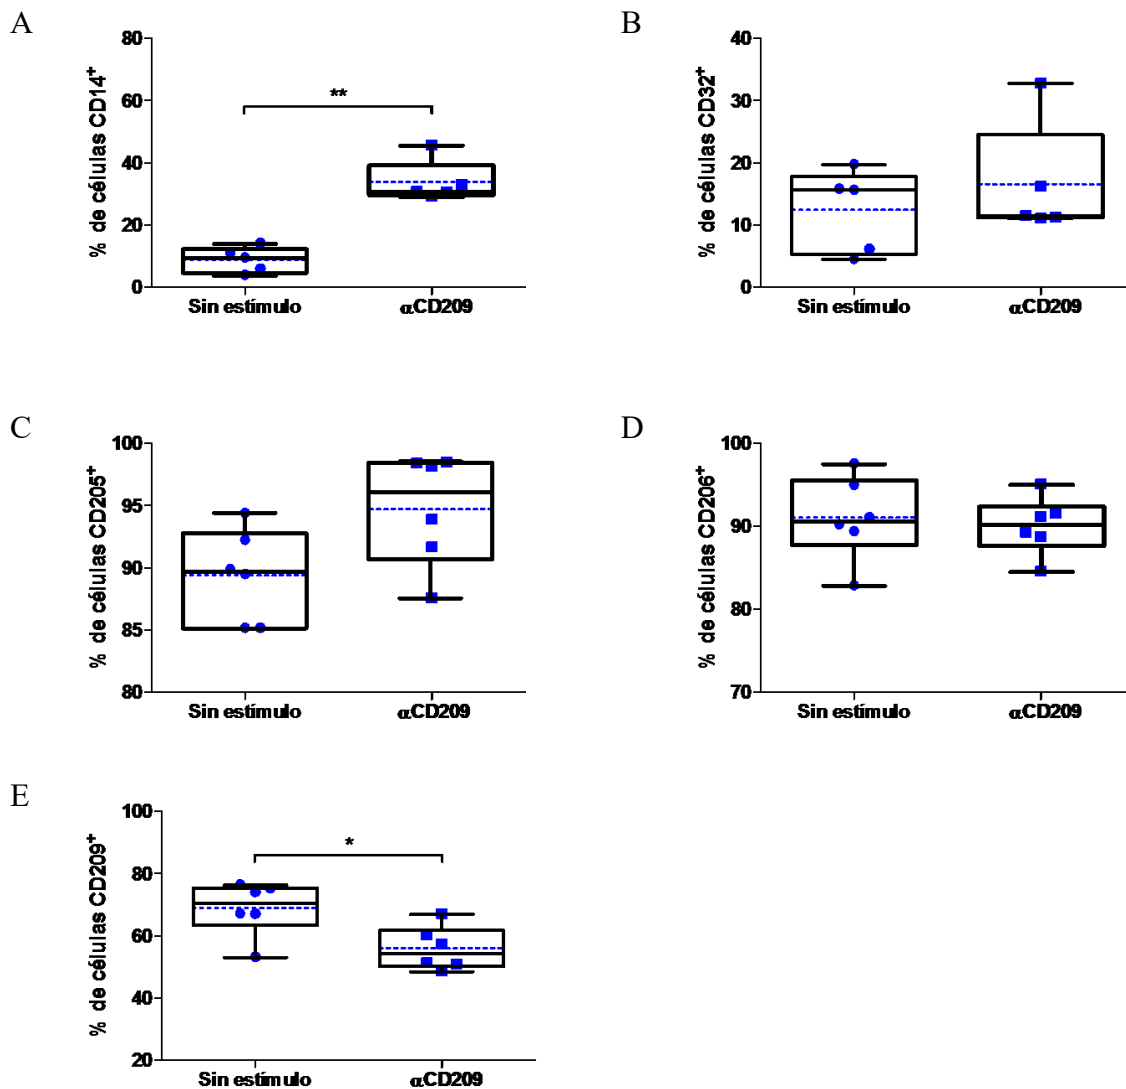 A
% de células CD14⁺
80
60
40
20
0
**
Sin estímulo
αCD209
B
% de células CD32⁺
40
30
20
10
0
Sin estímulo
αCD209
C
% de células CD205⁺
100
95
90
85
80
Sin estímulo
αCD209
D
% de células CD206⁺
100
90
80
70
Sin estímulo
αCD209
E
% de células CD209⁺
100
80
60
40
20
*
Sin estímulo
αCD209